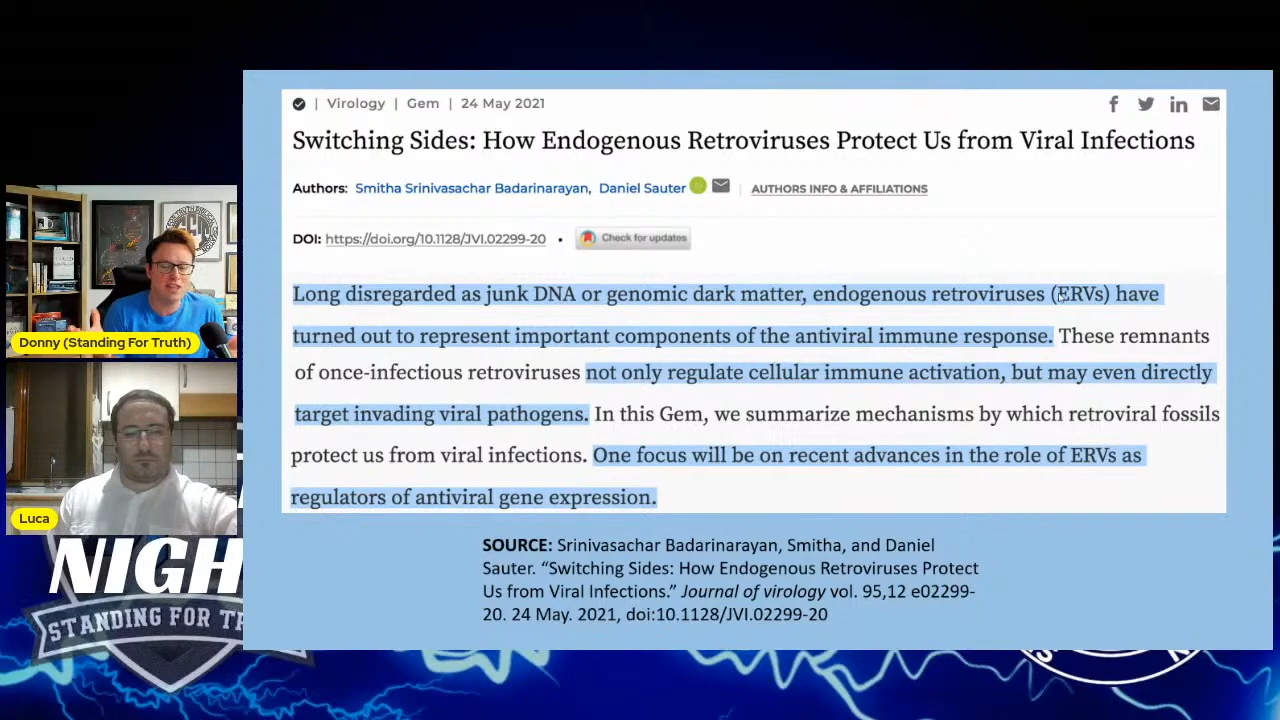 | Virology | Gem | 24 May 2021
Switching Sides: How Endogenous Retroviruses Protect Us from Viral Infections
Authors: Smitha Srinivasachar Badarinarayan, Daniel Sauter | AUTHORS INFO & AFFILIATIONS
DOI: https://doi.org/10.1128/JVI.02299-20 • Check for updates
Long disregarded as junk DNA or genomic dark matter, endogenous retroviruses (ERVs) have
turned out to represent important components of the antiviral immune response. These remnants
of once-infectious retroviruses not only regulate cellular immune activation, but may even directly
target invading viral pathogens. In this Gem, we summarize mechanisms by which retroviral fossils
protect us from viral infections. One focus will be on recent advances in the role of ERVs as
regulators of antiviral gene expression.
SOURCE: Srinivasachar Badarinarayan, Smitha, and Daniel
Sauter. “Switching Sides: How Endogenous Retroviruses Protect
Us from Viral Infections.” Journal of virology vol. 95,12 e02299-
20. 24 May. 2021, doi:10.1128/JVI.02299-20
Donny (Standing For Truth)
Luca
NIGH
STANDING FOR TR